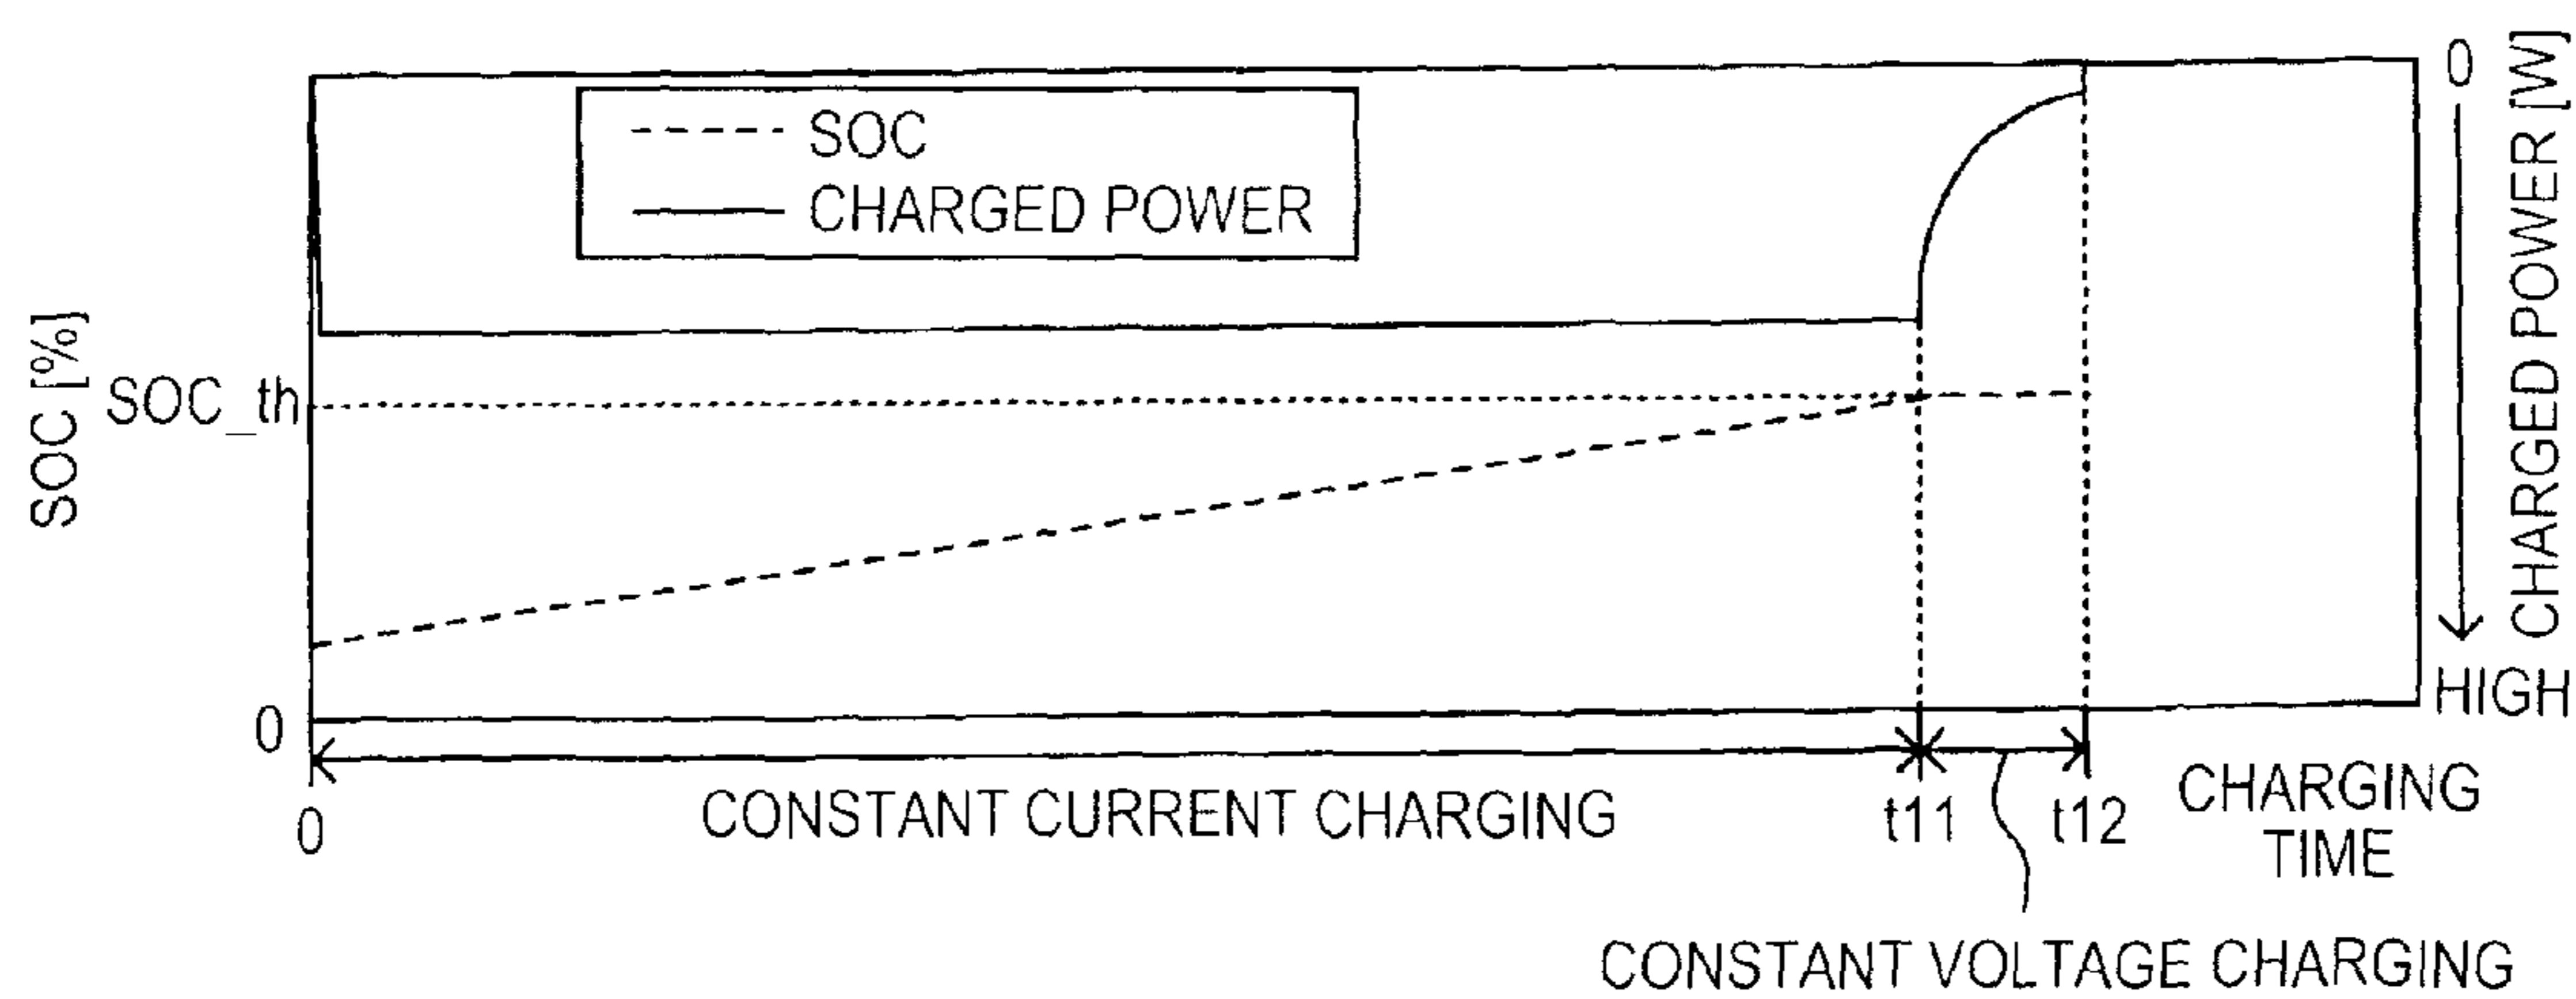 SOC
CHARGED POWER
SOC [%]
SOC_th
0
0
CHARGED POWER [W]
HIGH
0
CONSTANT CURRENT CHARGING
t11
t12
CHARGING
TIME
CONSTANT VOLTAGE CHARGING